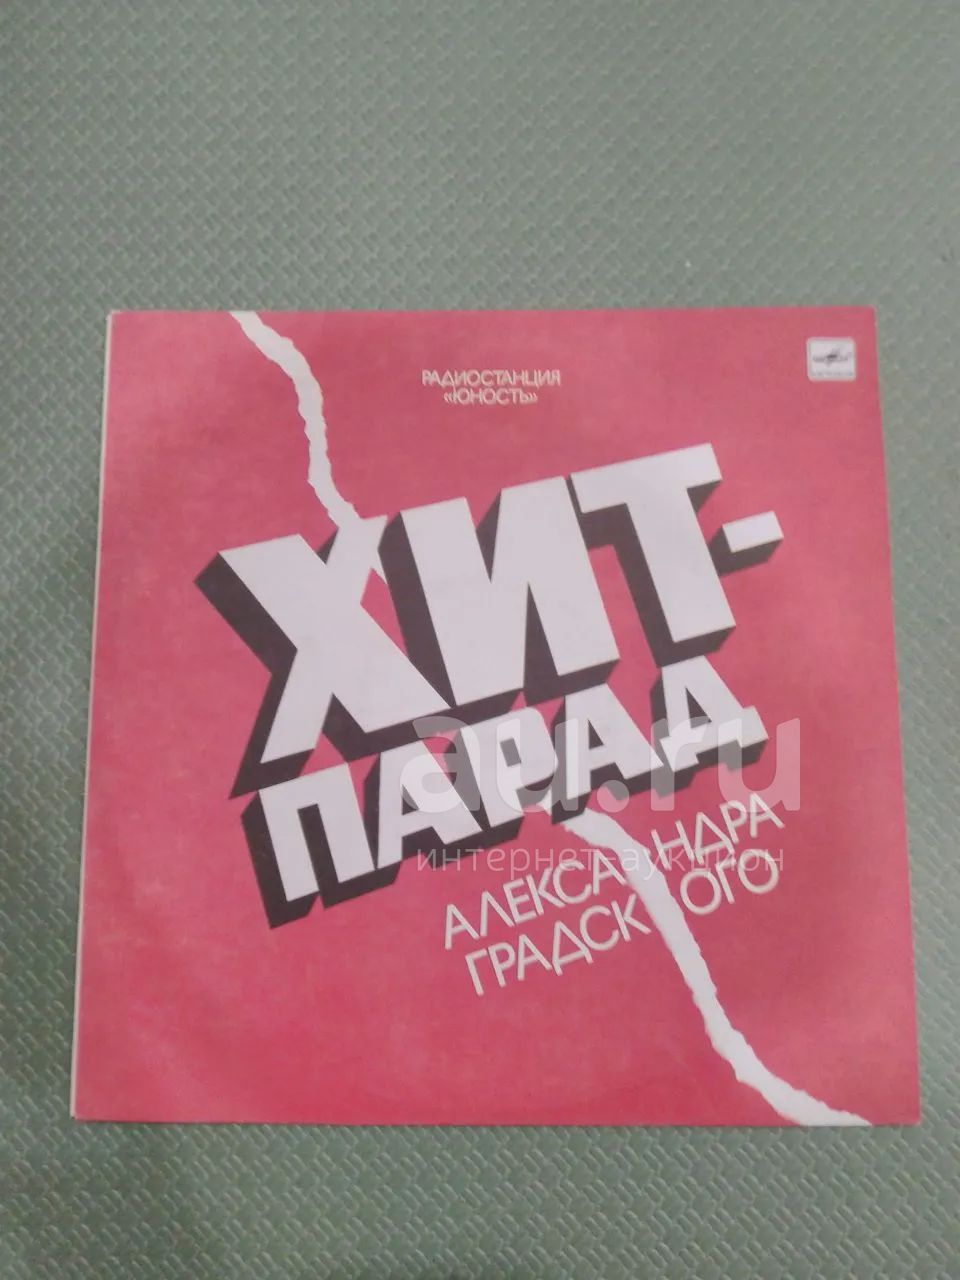 РАДИОСТАНЦИЯ
«ЮНОСТЬ»
ХИТ-
ПАРАД
АЛЕКСАНДРА
ГРАДСКОГО
au.ru
интернет-аукцион